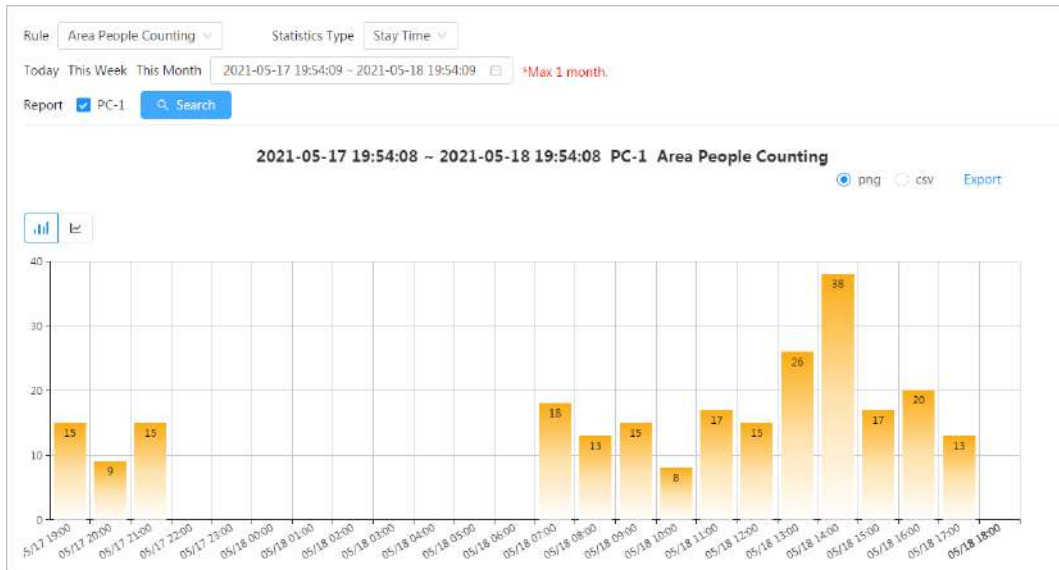 Rule Area People Counting Statistics Type Stay Time
Today This Week This Month 2021-05-17 19:54:09 ~ 2021-05-18 19:54:09 *Max 1 month.
Report PC-1 Search
2021-05-17 19:54:08 ~ 2021-05-18 19:54:08 PC-1 Area People Counting
png csv Export
40
30
20
10
0
15 9 15 18 13 15 8 17 15 26 38 17 20 13
5/17 19:00 05/17 20:00 05/17 21:00 05/17 22:00 05/17 23:00 05/18 00:00 05/18 01:00 05/18 02:00 05/18 03:00 05/18 04:00 05/18 05:00 05/18 06:00 05/18 07:00 05/18 08:00 05/18 09:00 05/18 10:00 05/18 11:00 05/18 12:00 05/18 13:00 05/18 14:00 05/18 15:00 05/18 16:00 05/18 17:00 05/18 18:00